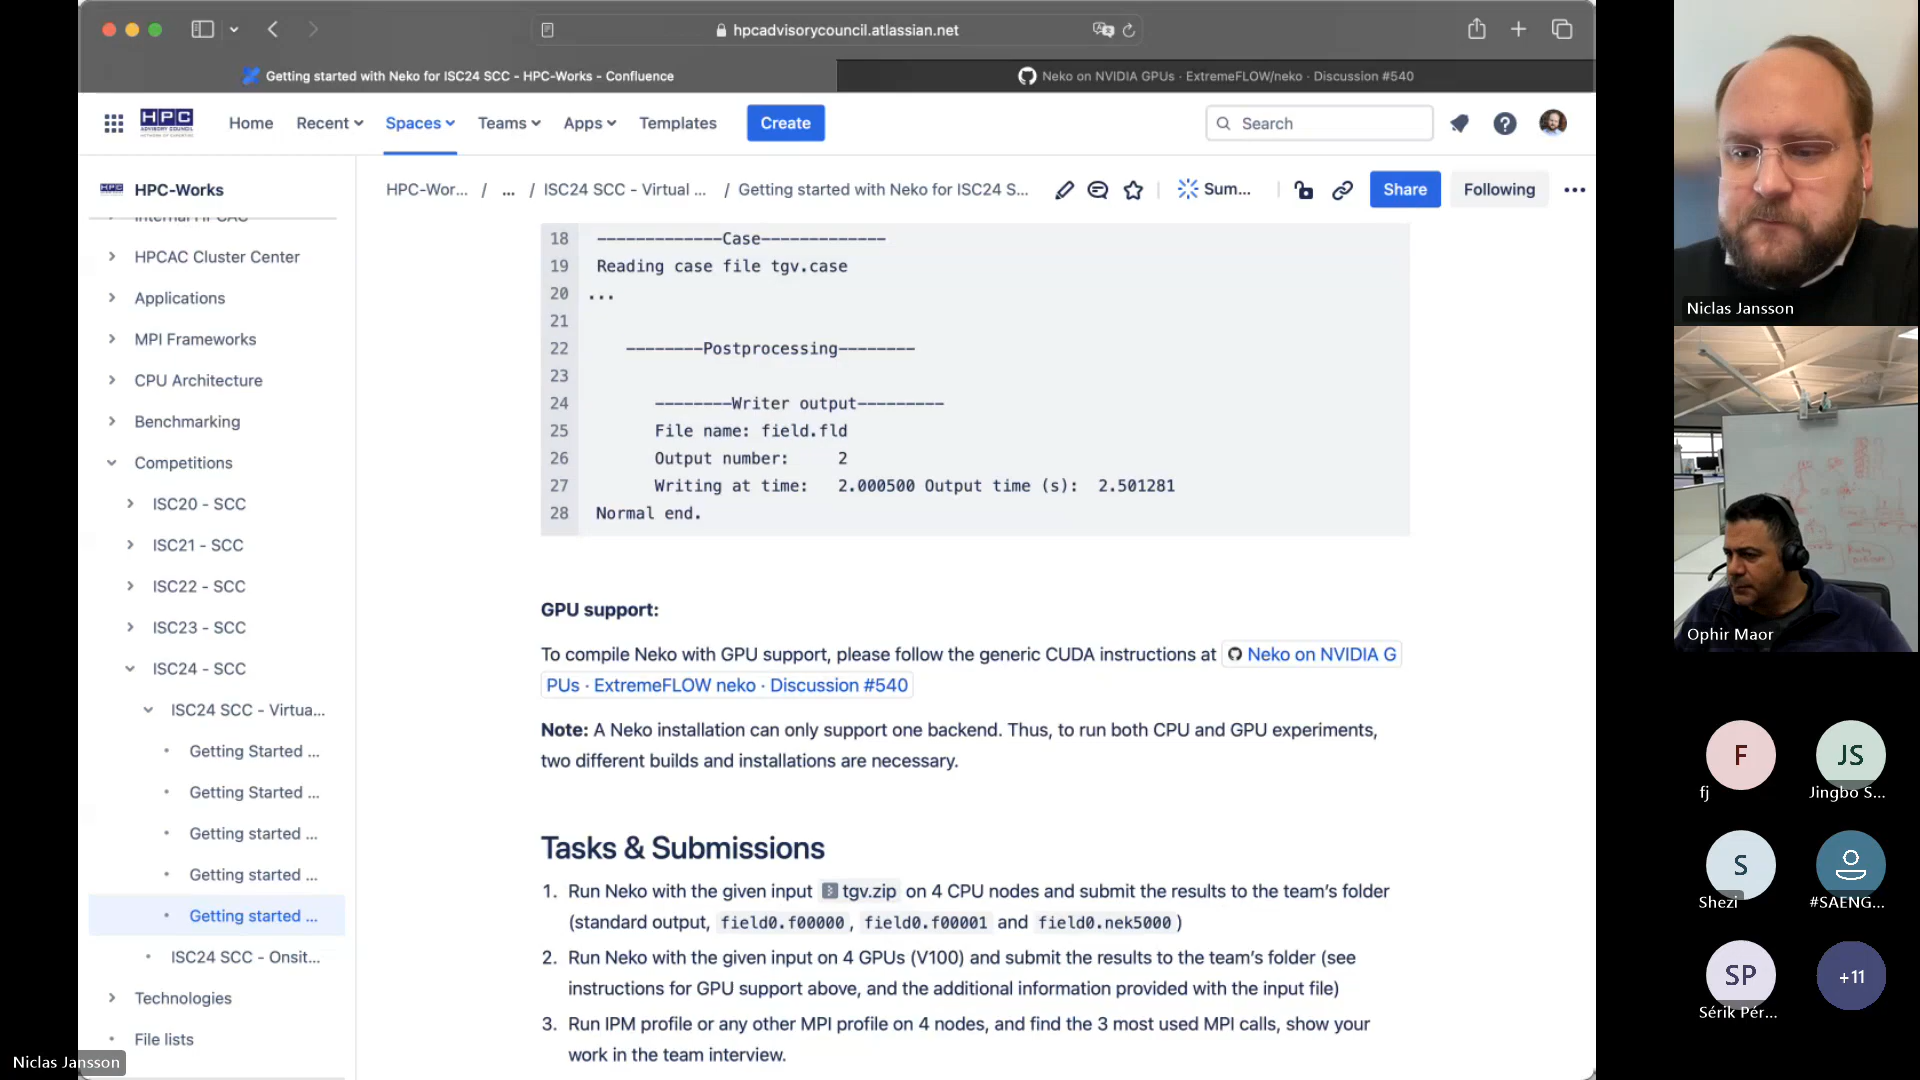 hpcadvisorycouncil.atlassian.net
Getting started with Neko for ISC24 SCC - HPC-Works - Confluence
Neko on NVIDIA GPUs · ExtremeFLOW/neko · Discussion #540
HPC
Home
Recent
Spaces
Teams
Apps
Templates
Create
Search
HPC-Works
Internal HPCAC
HPCAC Cluster Center
Applications
MPI Frameworks
CPU Architecture
Benchmarking
Competitions
ISC20 - SCC
ISC21 - SCC
ISC22 - SCC
ISC23 - SCC
ISC24 - SCC
ISC24 SCC - Virtua...
Getting Started ...
Getting Started ...
Getting started ...
Getting started ...
Getting started ...
ISC24 SCC - Onsit...
Technologies
File lists
HPC-Wor... / ... / ISC24 SCC - Virtual ... / Getting started with Neko for ISC24 S...
Summ...
Share
Following
18 -------------Case-------------
19 Reading case file tgv.case
20 ...
21
22 --------Postprocessing--------
23
24 --------Writer output---------
25 File name: field.fld
26 Output number: 2
27 Writing at time: 2.000500 Output time (s): 2.501281
28 Normal end.
GPU support:
To compile Neko with GPU support, please follow the generic CUDA instructions at Neko on NVIDIA G
PUs · ExtremeFLOW neko · Discussion #540
Note: A Neko installation can only support one backend. Thus, to run both CPU and GPU experiments,
two different builds and installations are necessary.
Tasks & Submissions
1. Run Neko with the given input tgv.zip on 4 CPU nodes and submit the results to the team's folder
(standard output, field0.f00000, field0.f00001 and field0.nek5000)
2. Run Neko with the given input on 4 GPUs (V100) and submit the results to the team's folder (see
instructions for GPU support above, and the additional information provided with the input file)
3. Run IPM profile or any other MPI profile on 4 nodes, and find the 3 most used MPI calls, show your
work in the team interview.
Niclas Jansson
Niclas Jansson
Ophir Maor
F
fj
JS
Jingbo S...
S
Shezi
#SAENG...
SP
Sérik Pér...
+11